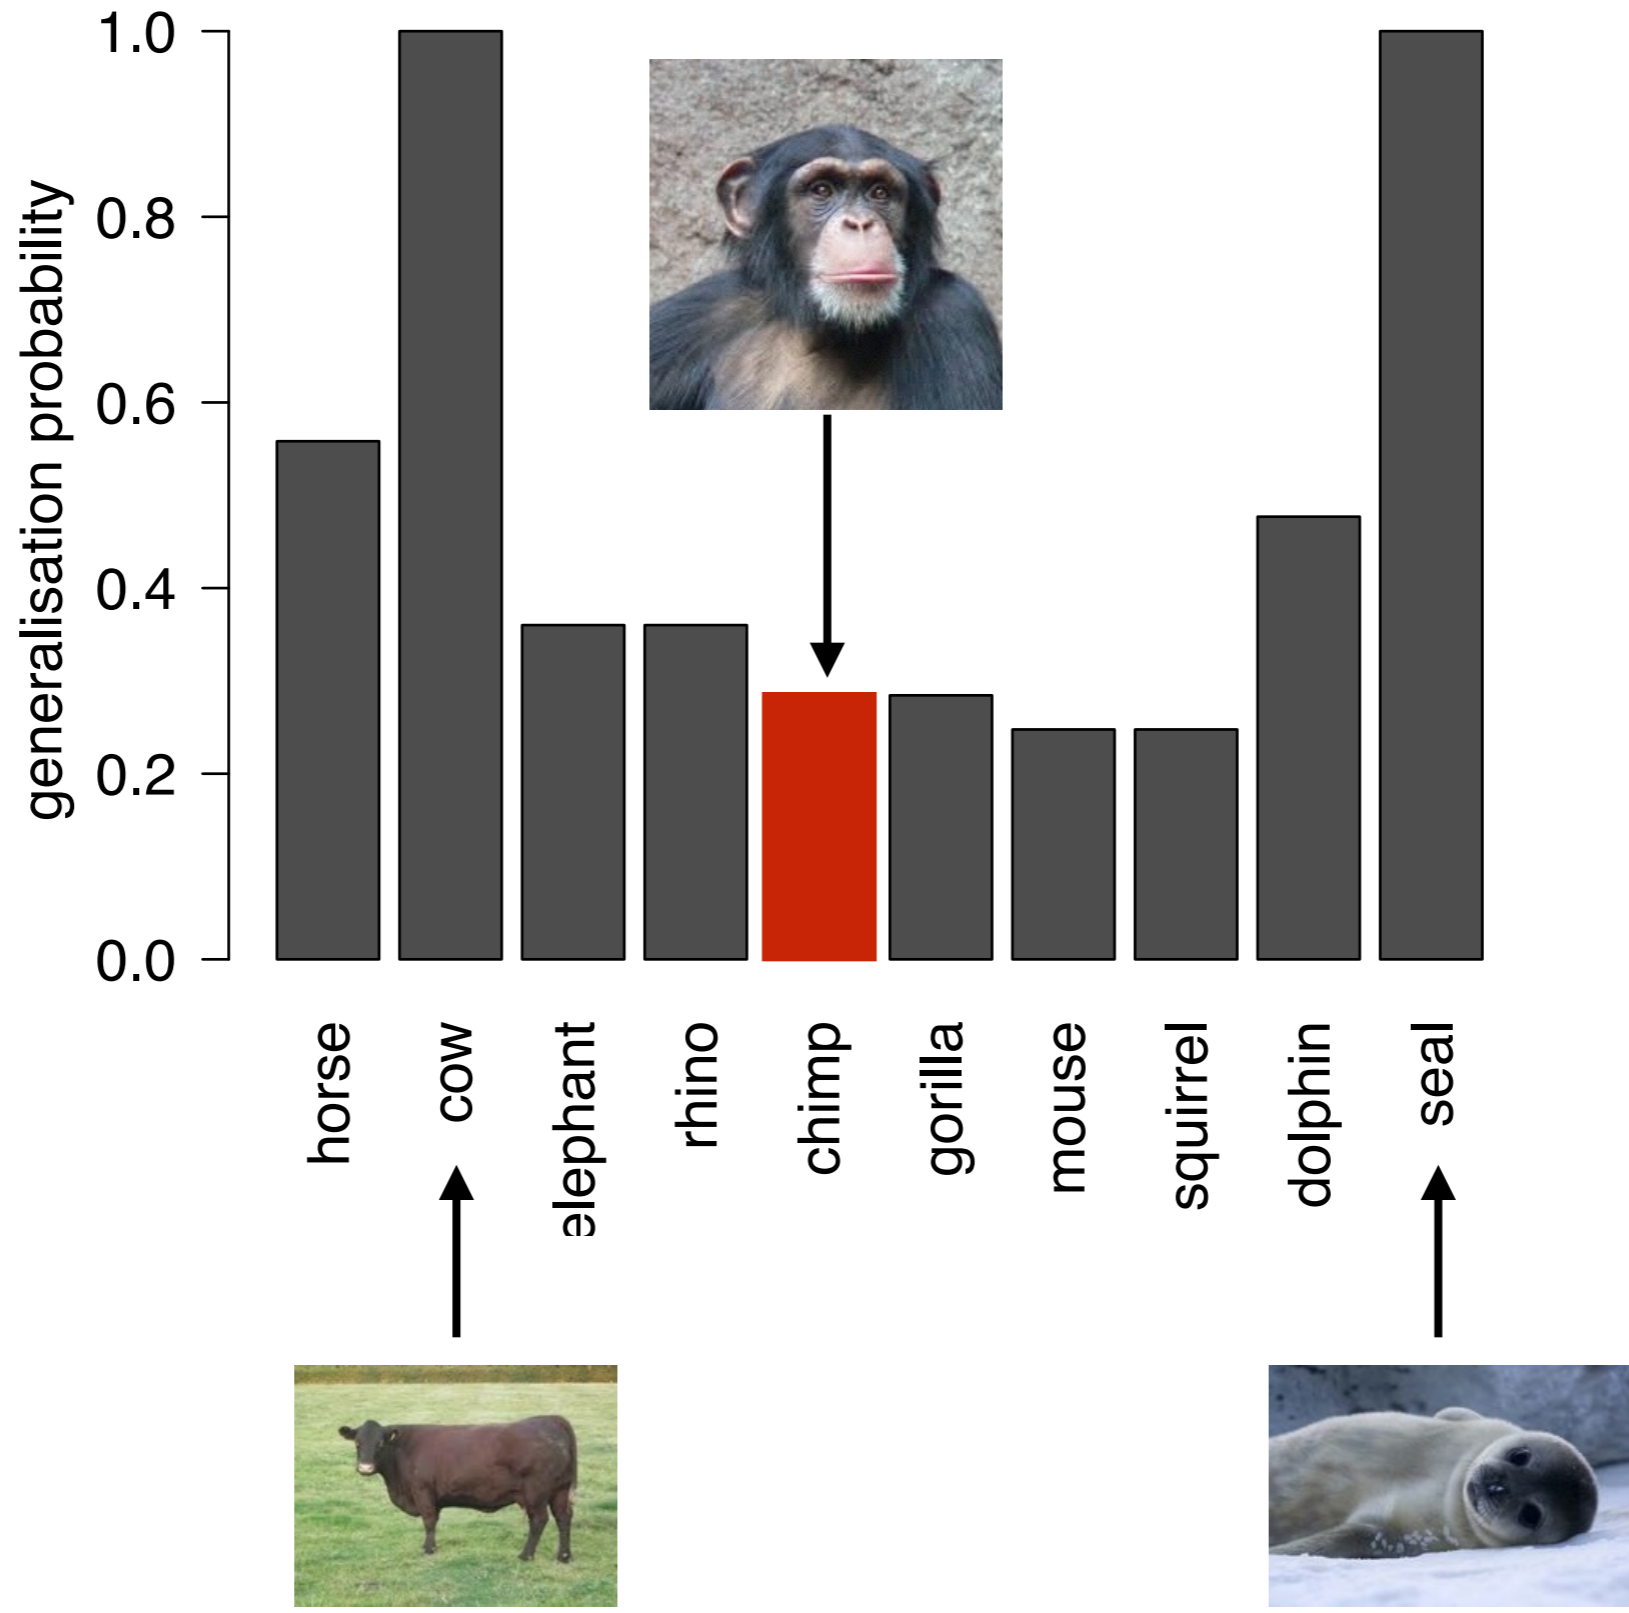 generalisation probability
1.0
0.8
0.6
0.4
0.2
0.0
horse
cow
elephant
rhino
chimp
gorilla
mouse
squirrel
dolphin
seal